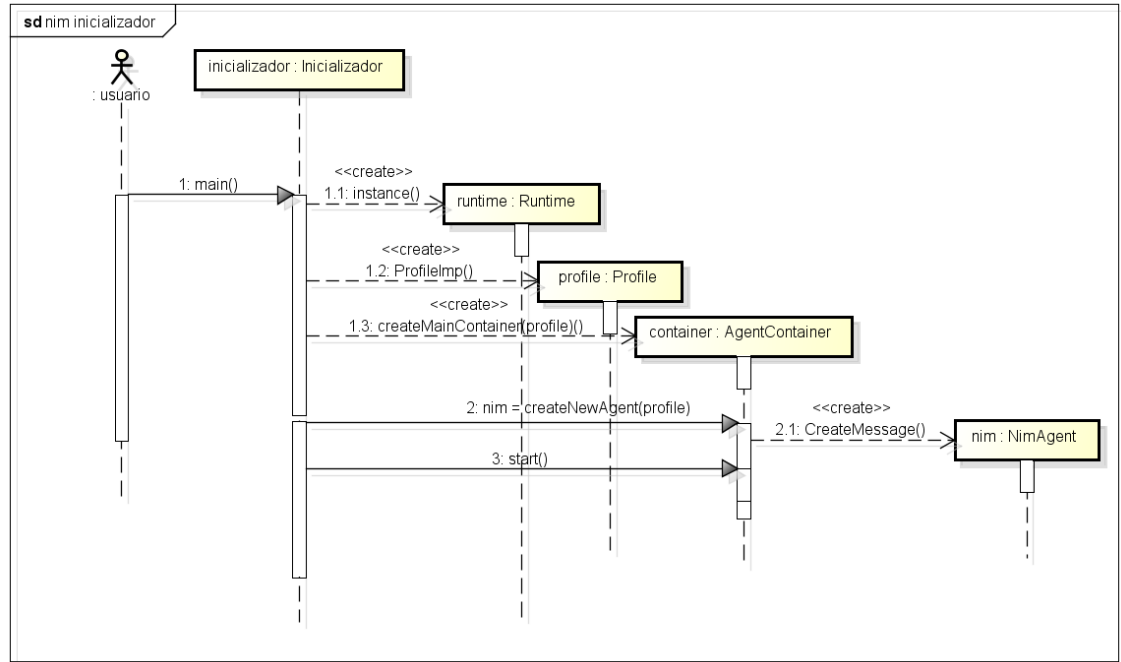 sd nim inicializador
: usuario
inicializador : Inicializador
1: main()
<<create>>
1.1: instance()
runtime : Runtime
<<create>>
1.2: ProfileImp()
profile : Profile
<<create>>
1.3: createMainContainer(profile)()
container : AgentContainer
2: nim = createNewAgent(profile)
<<create>>
2.1: CreateMessage()
nim : NimAgent
3: start()